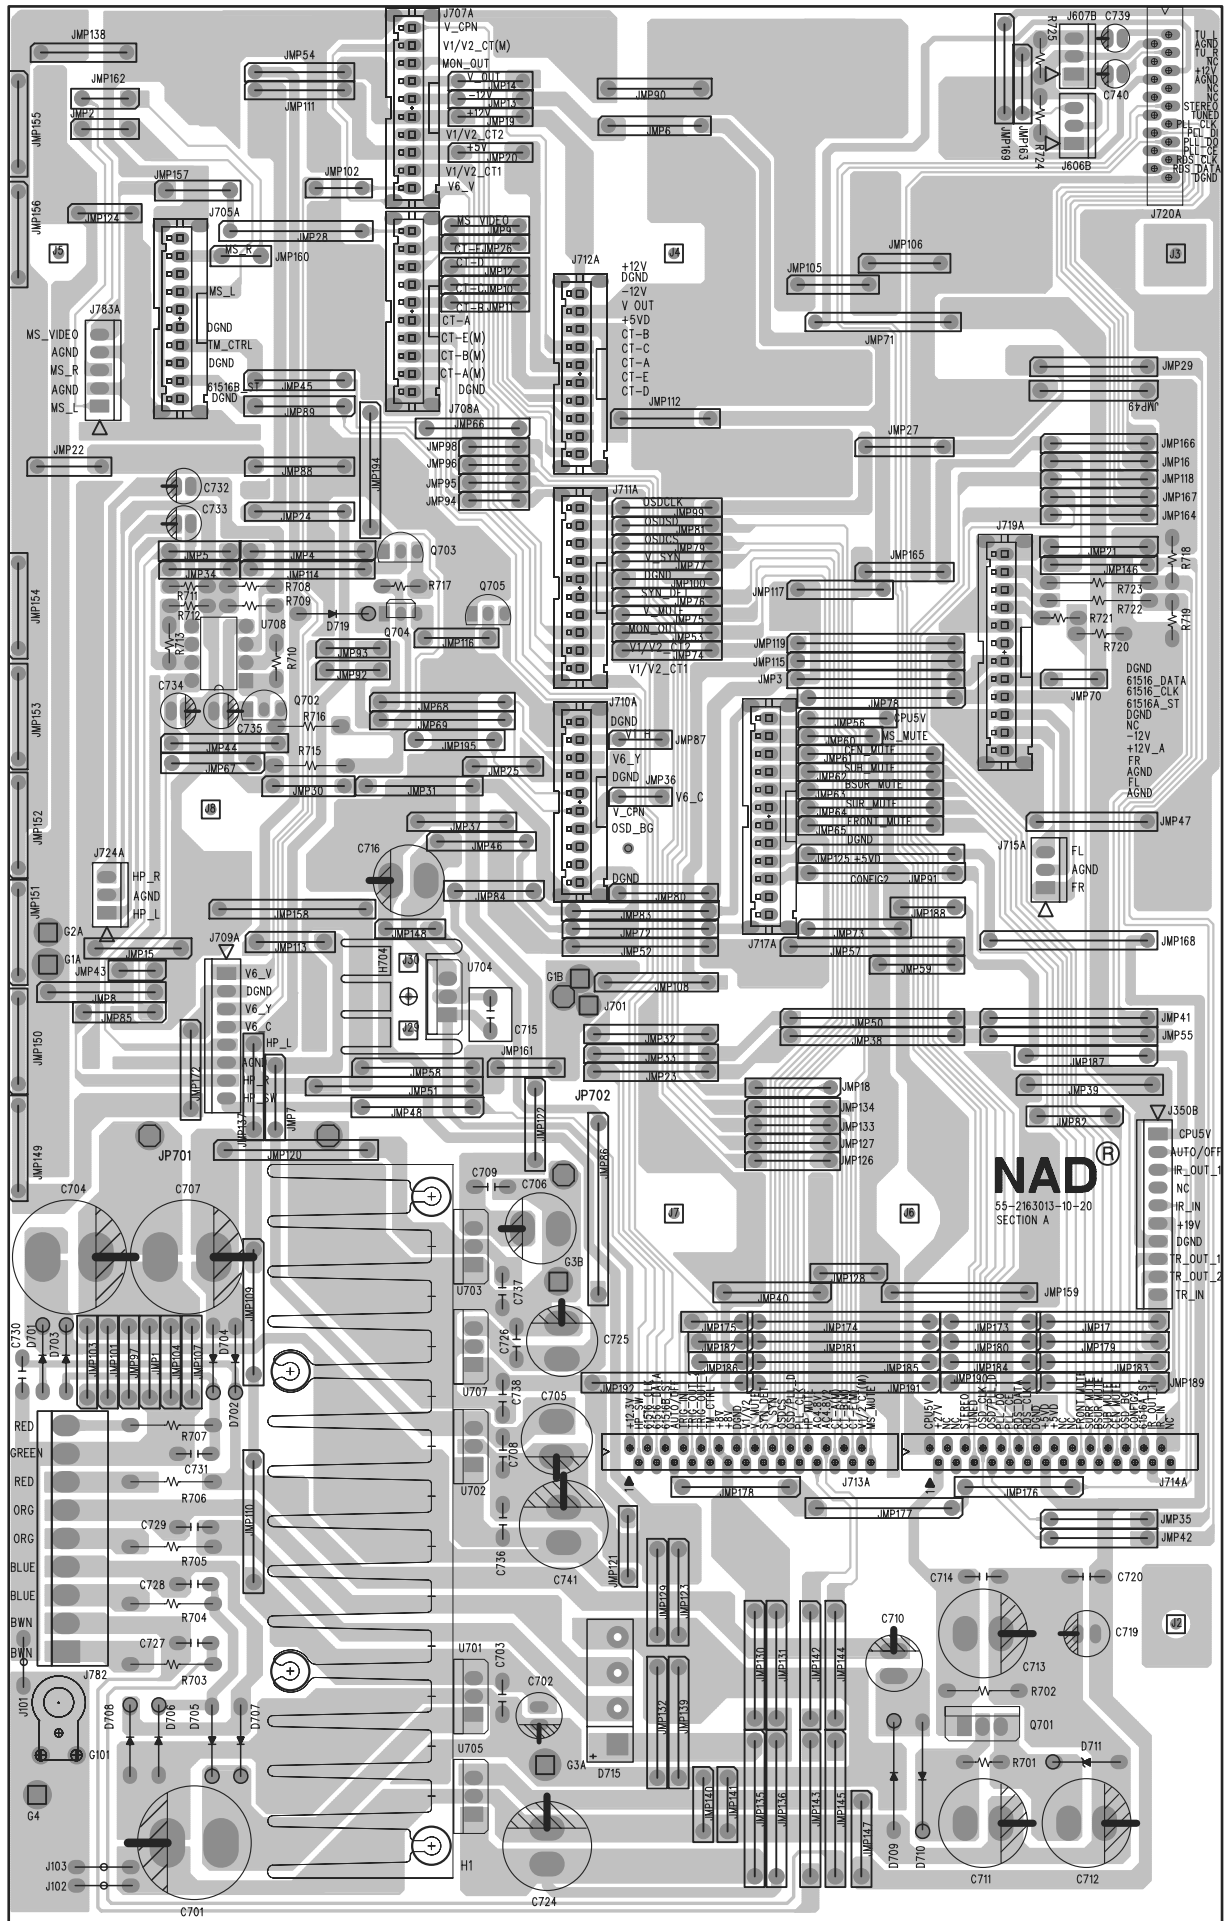 J707A
V_CPN
V1/V2_CT(M)
MON_OUT
V_OUT
JMP14
-12V
JMP13
+12V
JMP19
V1/V2_CT2
+5V
JMP20
V1/V2_CT1
V6_V
JMP138
JMP162
JMP2
JMP155
JMP54
JMP111
JMP90
JMP6
JMP102
JMP157
JMP156
JMP124
J705A
JMP28
MS_R
JMP160
MS_L
DGND
TM_CTRL
DGND
61516B_ST
DGND
JMP45
JMP89
J5
J783A
MS_VIDEO
AGND
MS_R
AGND
MS_L
MS_VIDEO
JMP9
JMP26
CT-D
JMP12
JMP10
JMP11
CT-A
CT-E(M)
CT-B(M)
CT-A(M)
DGND
J708A
J712A
+12V
DGND
-12V
V OUT
+5VD
CT-B
CT-C
CT-A
CT-E
CT-D
JMP112
J4
R725
J607B
C739
C740
JMP169
JMP163
R724
J606B
TU_L
AGND
TU_R
NC
+12V
AGND
NC
NC
STEREO
TUNED
PLL_CLK
PLL_DI
PLL_DO
PLL_CE
RDS_CLK
RDS_DATA
DGND
J720A
J3
JMP106
JMP105
JMP71
JMP29
JMP49
JMP27
JMP166
JMP16
JMP118
JMP167
JMP164
JMP22
JMP88
JMP194
JMP66
JMP98
JMP96
JMP95
JMP94
C732
C733
JMP24
J711A
OSDCLK
JMP99
OSDSD
JMP81
OSDCS
JMP79
V_SYN
JMP77
DGND
JMP100
SYN_DET
JMP76
V_MUTE
JMP75
MON_OUT
JMP53
V1/V2_CT2
JMP74
V1/V2_CT1
J719A
JMP21
JMP146
R718
R723
R722
R721
R720
R719
JMP165
JMP117
JMP119
JMP115
JMP3
JMP70
DGND
61516_DATA
61516_CLK
61516A_ST
DGND
NC
-12V
+12V_A
FR
AGND
FL
AGND
JMP154
JMP5
JMP4
JMP34
JMP114
R711
R708
R712
R709
U708
R713
R710
D719
Q703
R717
Q704
Q705
JMP116
JMP93
JMP92
C734
Q702
C735
R716
R715
JMP68
JMP69
JMP195
JMP25
JMP44
JMP67
JMP30
JMP31
JMP153
J710A
DGND
V1_H
JMP87
V6_Y
DGND
JMP36
V6_C
V_CPN
OSD_BG
DGND
JMP80
JMP78
CPU5V
JMP56
JMP60
MS_MUTE
CEN_MUTE
JMP61
SUB_MUTE
JMP62
BSUR_MUTE
JMP63
SUR_MUTE
JMP64
FRONT_MUTE
JMP65
DGND
JMP125
+5VD
CONFIG2
JMP91
JMP188
JMP73
J717A
JMP57
JMP59
JMP47
J715A
FL
AGND
FR
JMP168
J8
JMP152
JMP151
J724A
HP_R
AGND
HP_L
C716
JMP37
JMP46
JMP84
JMP83
JMP72
JMP52
JMP158
JMP148
JMP113
G2A
G1A
JMP15
JMP43
JMP8
JMP85
J709A
V6_V
DGND
V6_Y
V6_C
HP_L
AGND
HP_R
HP_SW
H704
J30
J29
U704
C715
G1B
J701
JMP108
JMP50
JMP38
JMP41
JMP55
JMP187
JMP39
JMP82
JMP150
JMP172
JMP137
JMP7
JMP161
JMP58
JMP51
JMP48
JMP32
JMP33
JMP23
JMP122
JP702
JMP86
JMP18
JMP134
JMP133
JMP127
JMP126
J350B
CPU5V
AUTO/OFF
IR_OUT_1
NC
IR_IN
+19V
DGND
TR_OUT_1
TR_OUT_2
TR_IN
NAD®
55-2163013-10-20
SECTION A
JMP149
JP701
JMP120
C704
C707
C709
C706
J7
J6
U703
C737
G3B
JMP109
JMP128
JMP40
JMP159
C730
D701
D703
JMP103
JMP101
JMP97
JMP1
JMP104
JMP107
D704
D702
C726
C725
U707
C738
C705
JMP175
JMP174
JMP173
JMP17
JMP182
JMP181
JMP180
JMP179
JMP186
JMP185
JMP184
JMP183
JMP192
JMP191
JMP190
JMP189
J713A
J714A
1
1
JMP178
JMP177
JMP176
JMP35
JMP42
RED
GREEN
RED
ORG
ORG
BLUE
BLUE
BWN
BWN
R707
C731
R706
C729
R705
C728
R704
C727
R703
JMP110
U702
C708
C736
C741
JMP121
JMP129
JMP123
C714
C720
C710
C713
C719
J2
J782
J101
G101
G4
D708
D706
D705
D707
U701
C703
C702
U705
G3A
D715
+
JMP132
JMP139
JMP130
JMP131
JMP142
JMP144
R702
Q701
R701
D711
JMP140
JMP141
JMP135
JMP136
JMP143
JMP145
JMP147
D709
D710
C711
C712
J103
J102
C701
H1
C724